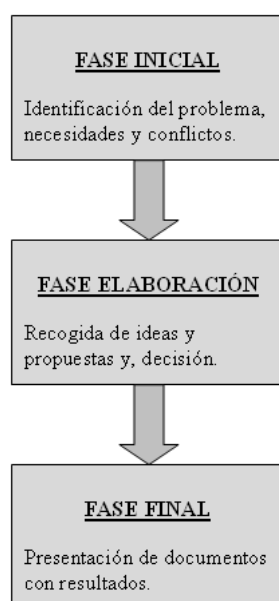 FASE INICIAL
Identificación del problema,
necesidades y conflictos.
FASE ELABORACIÓN
Recogida de ideas y
propuestas y, decisión.
FASE FINAL
Presentación de documentos
con resultados.